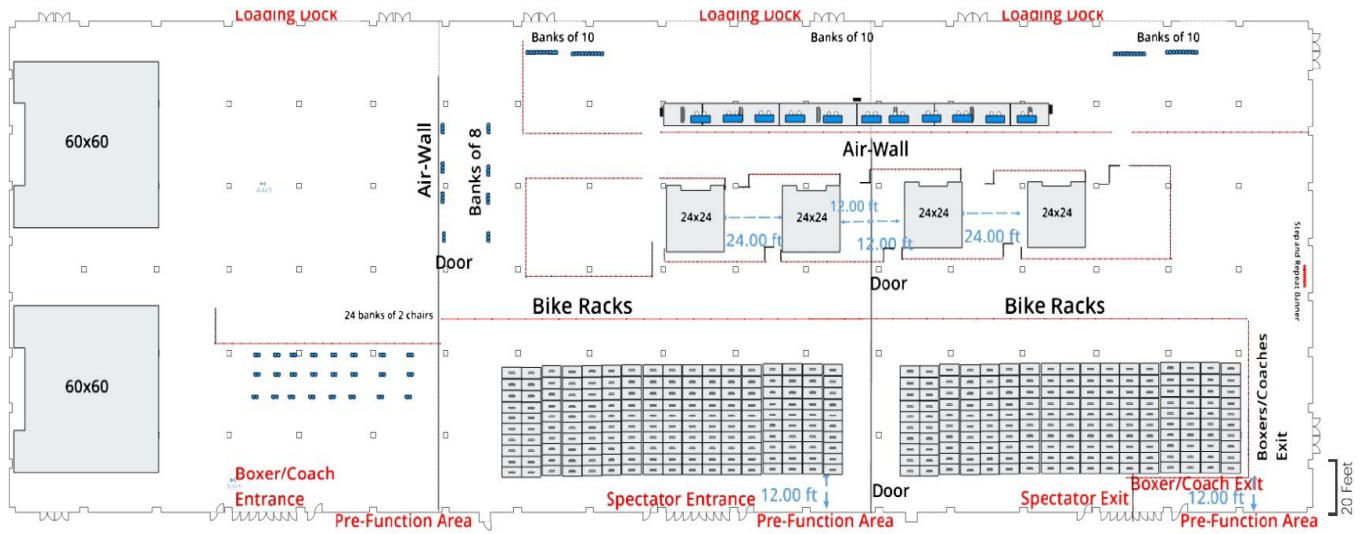 Loading Dock
Loading Dock
Loading Dock
Banks of 10
Banks of 10
Banks of 10
60x60
Air-Wall
Banks of 8
Air-Wall
24x24
24x24
24x24
24x24
12.00 ft
24.00 ft
12.00 ft
24.00 ft
Door
Door
Step and Repeat Banner
Bike Racks
Bike Racks
24 banks of 2 chairs
60x60
Boxers/Coaches
Exit
Boxer/Coach
Entrance
Spectator Entrance
12.00 ft
Door
Spectator Exit
Boxer/Coach Exit
12.00 ft
20 Feet
Pre-Function Area
Pre-Function Area
Pre-Function Area